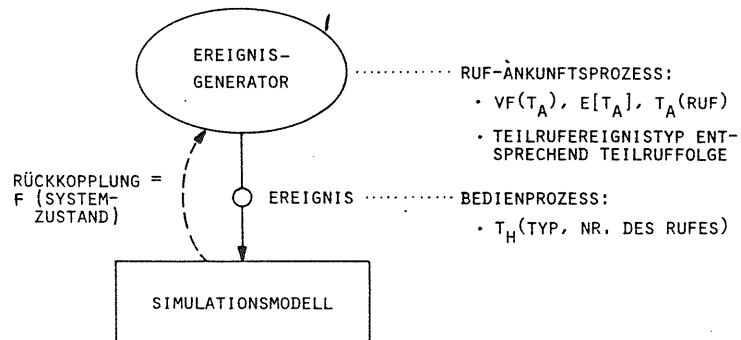 EREIGNIS-
GENERATOR
RUF-ANKUNFTSPROZESS:
· VF(T_A), E[T_A], T_A(RUF)
· TEILRUFEREIGNISTYP ENT-
SPRECHEND TEILRUFFOLGE
RÜCKKOPPLUNG =
F (SYSTEM-
ZUSTAND)
EREIGNIS
BEDIENPROZESS:
· T_H(TYP, NR. DES RUFES)
SIMULATIONSMODELL